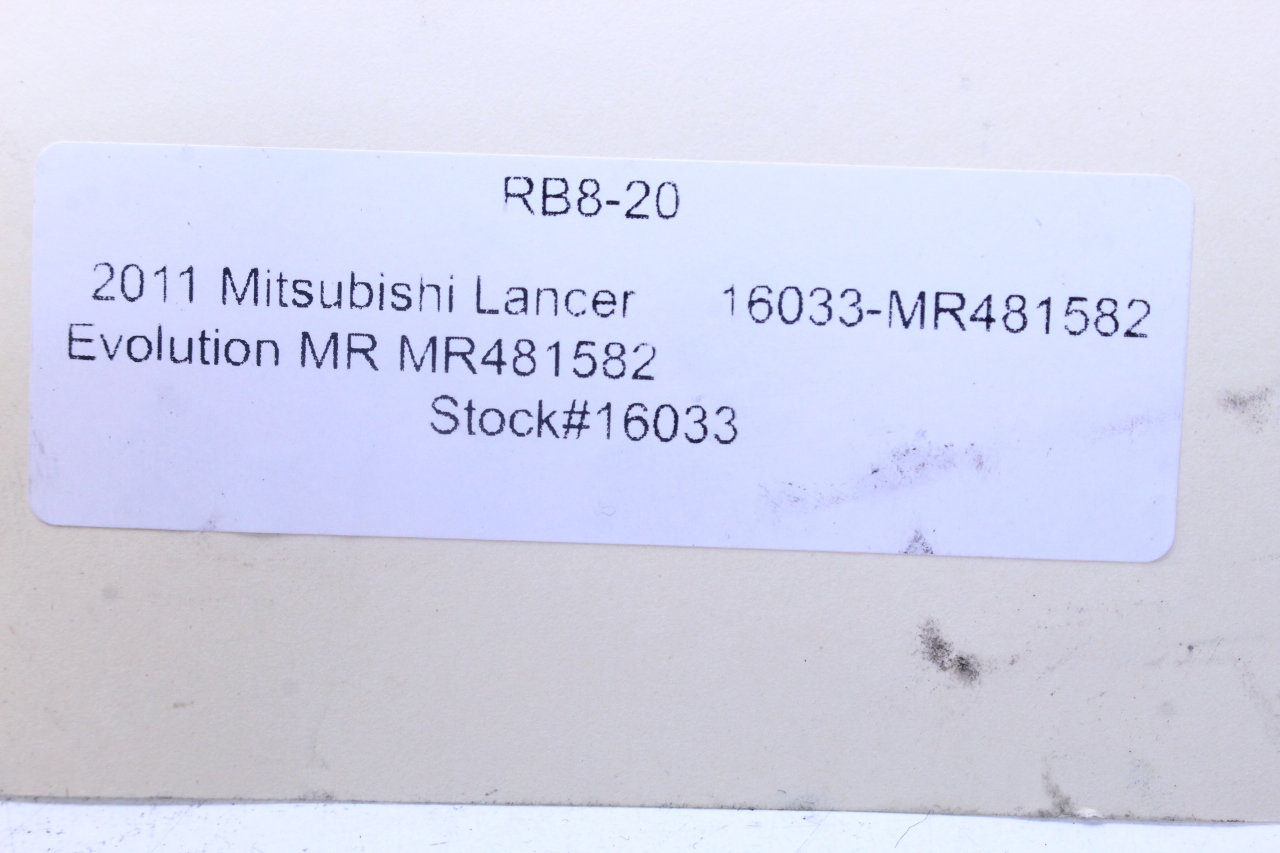 RB8-20
2011 Mitsubishi Lancer 16033-MR481582
Evolution MR MR481582
Stock#16033